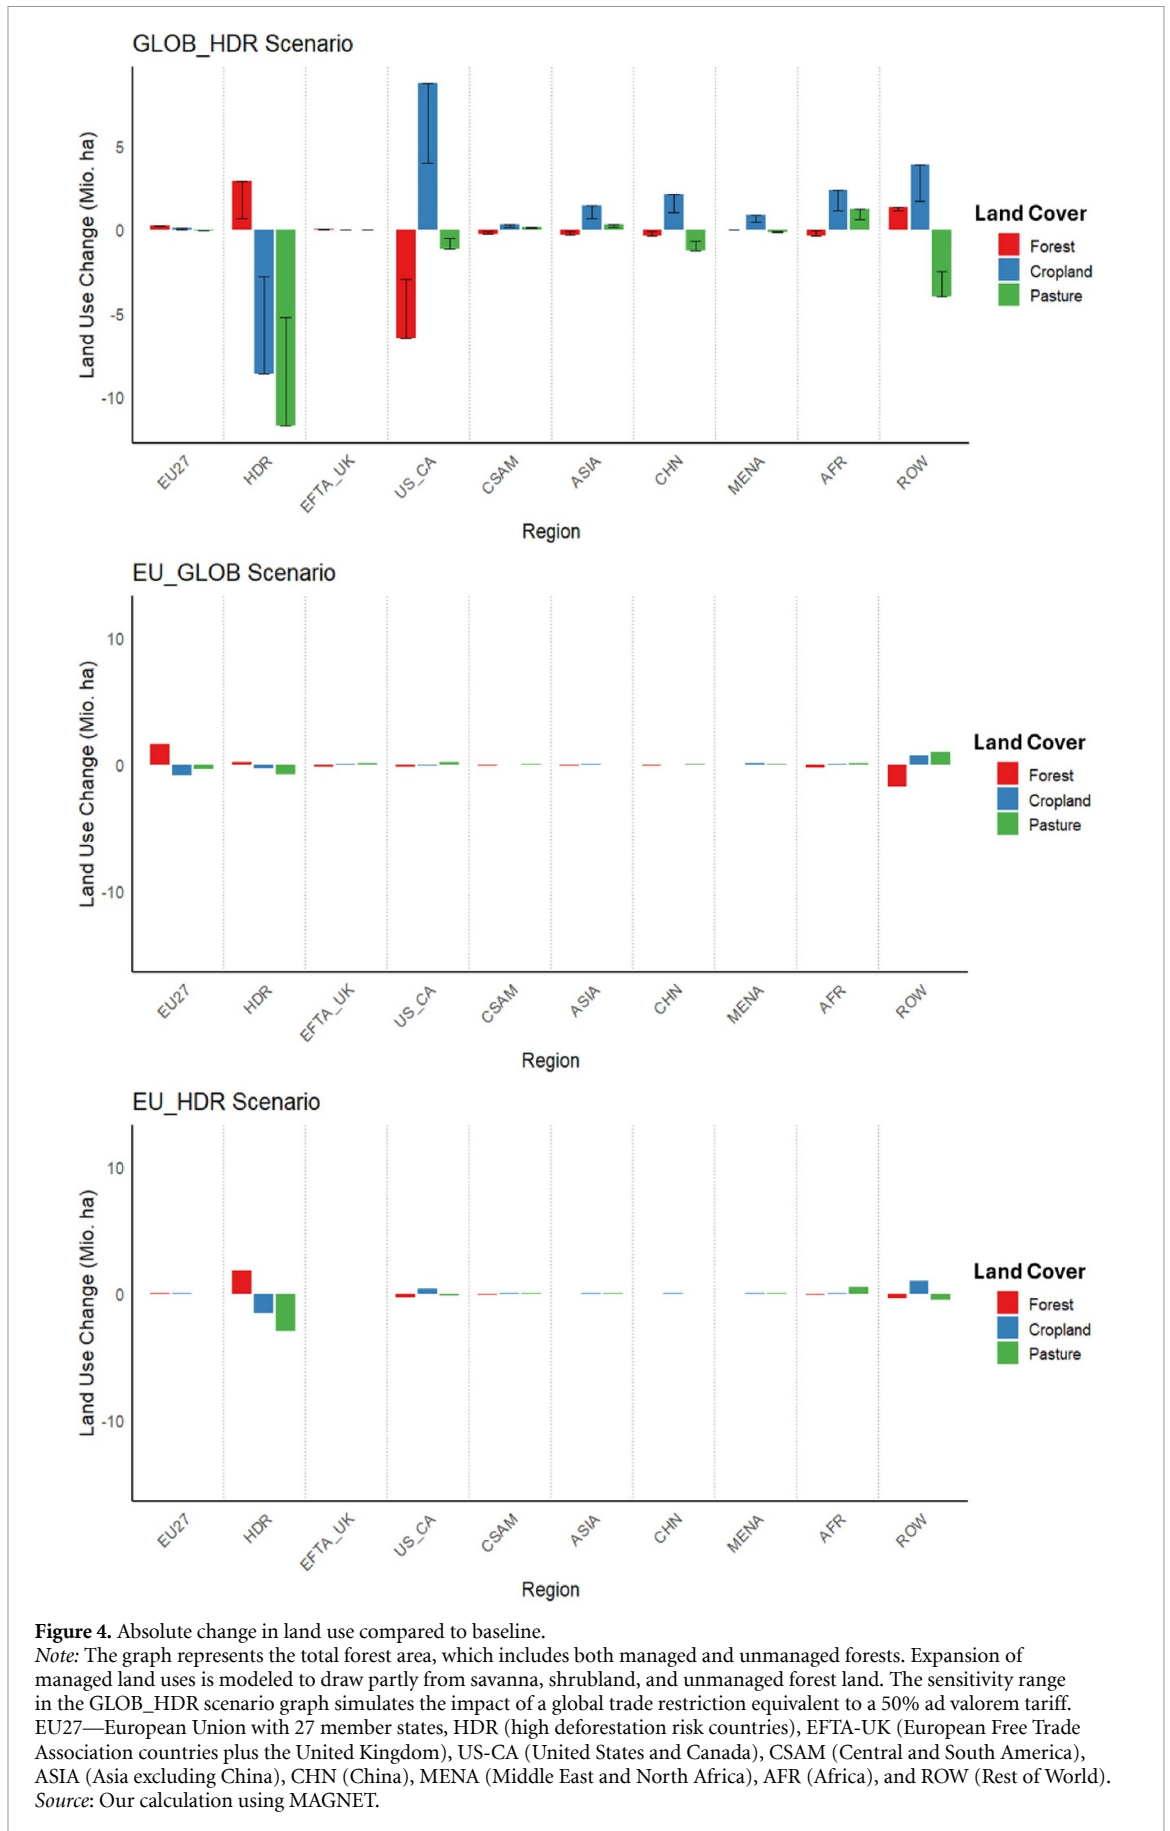 GLOB_HDR Scenario
Land Use Change (Mio. ha)
5
0
-5
-10
EU27
HDR
EFTA_UK
US_CA
CSAM
ASIA
CHN
MENA
AFR
ROW
Region
Land Cover
Forest
Cropland
Pasture
EU_GLOB Scenario
Land Use Change (Mio. ha)
10
0
-10
EU27
HDR
EFTA_UK
US_CA
CSAM
ASIA
CHN
MENA
AFR
ROW
Region
Land Cover
Forest
Cropland
Pasture
EU_HDR Scenario
Land Use Change (Mio. ha)
10
0
-10
EU27
HDR
EFTA_UK
US_CA
CSAM
ASIA
CHN
MENA
AFR
ROW
Region
Land Cover
Forest
Cropland
Pasture
Figure 4. Absolute change in land use compared to baseline.
Note: The graph represents the total forest area, which includes both managed and unmanaged forests. Expansion of
managed land uses is modeled to draw partly from savanna, shrubland, and unmanaged forest land. The sensitivity range
in the GLOB_HDR scenario graph simulates the impact of a global trade restriction equivalent to a 50% ad valorem tariff.
EU27—European Union with 27 member states, HDR (high deforestation risk countries), EFTA-UK (European Free Trade
Association countries plus the United Kingdom), US-CA (United States and Canada), CSAM (Central and South America),
ASIA (Asia excluding China), CHN (China), MENA (Middle East and North Africa), AFR (Africa), and ROW (Rest of World).
Source: Our calculation using MAGNET.